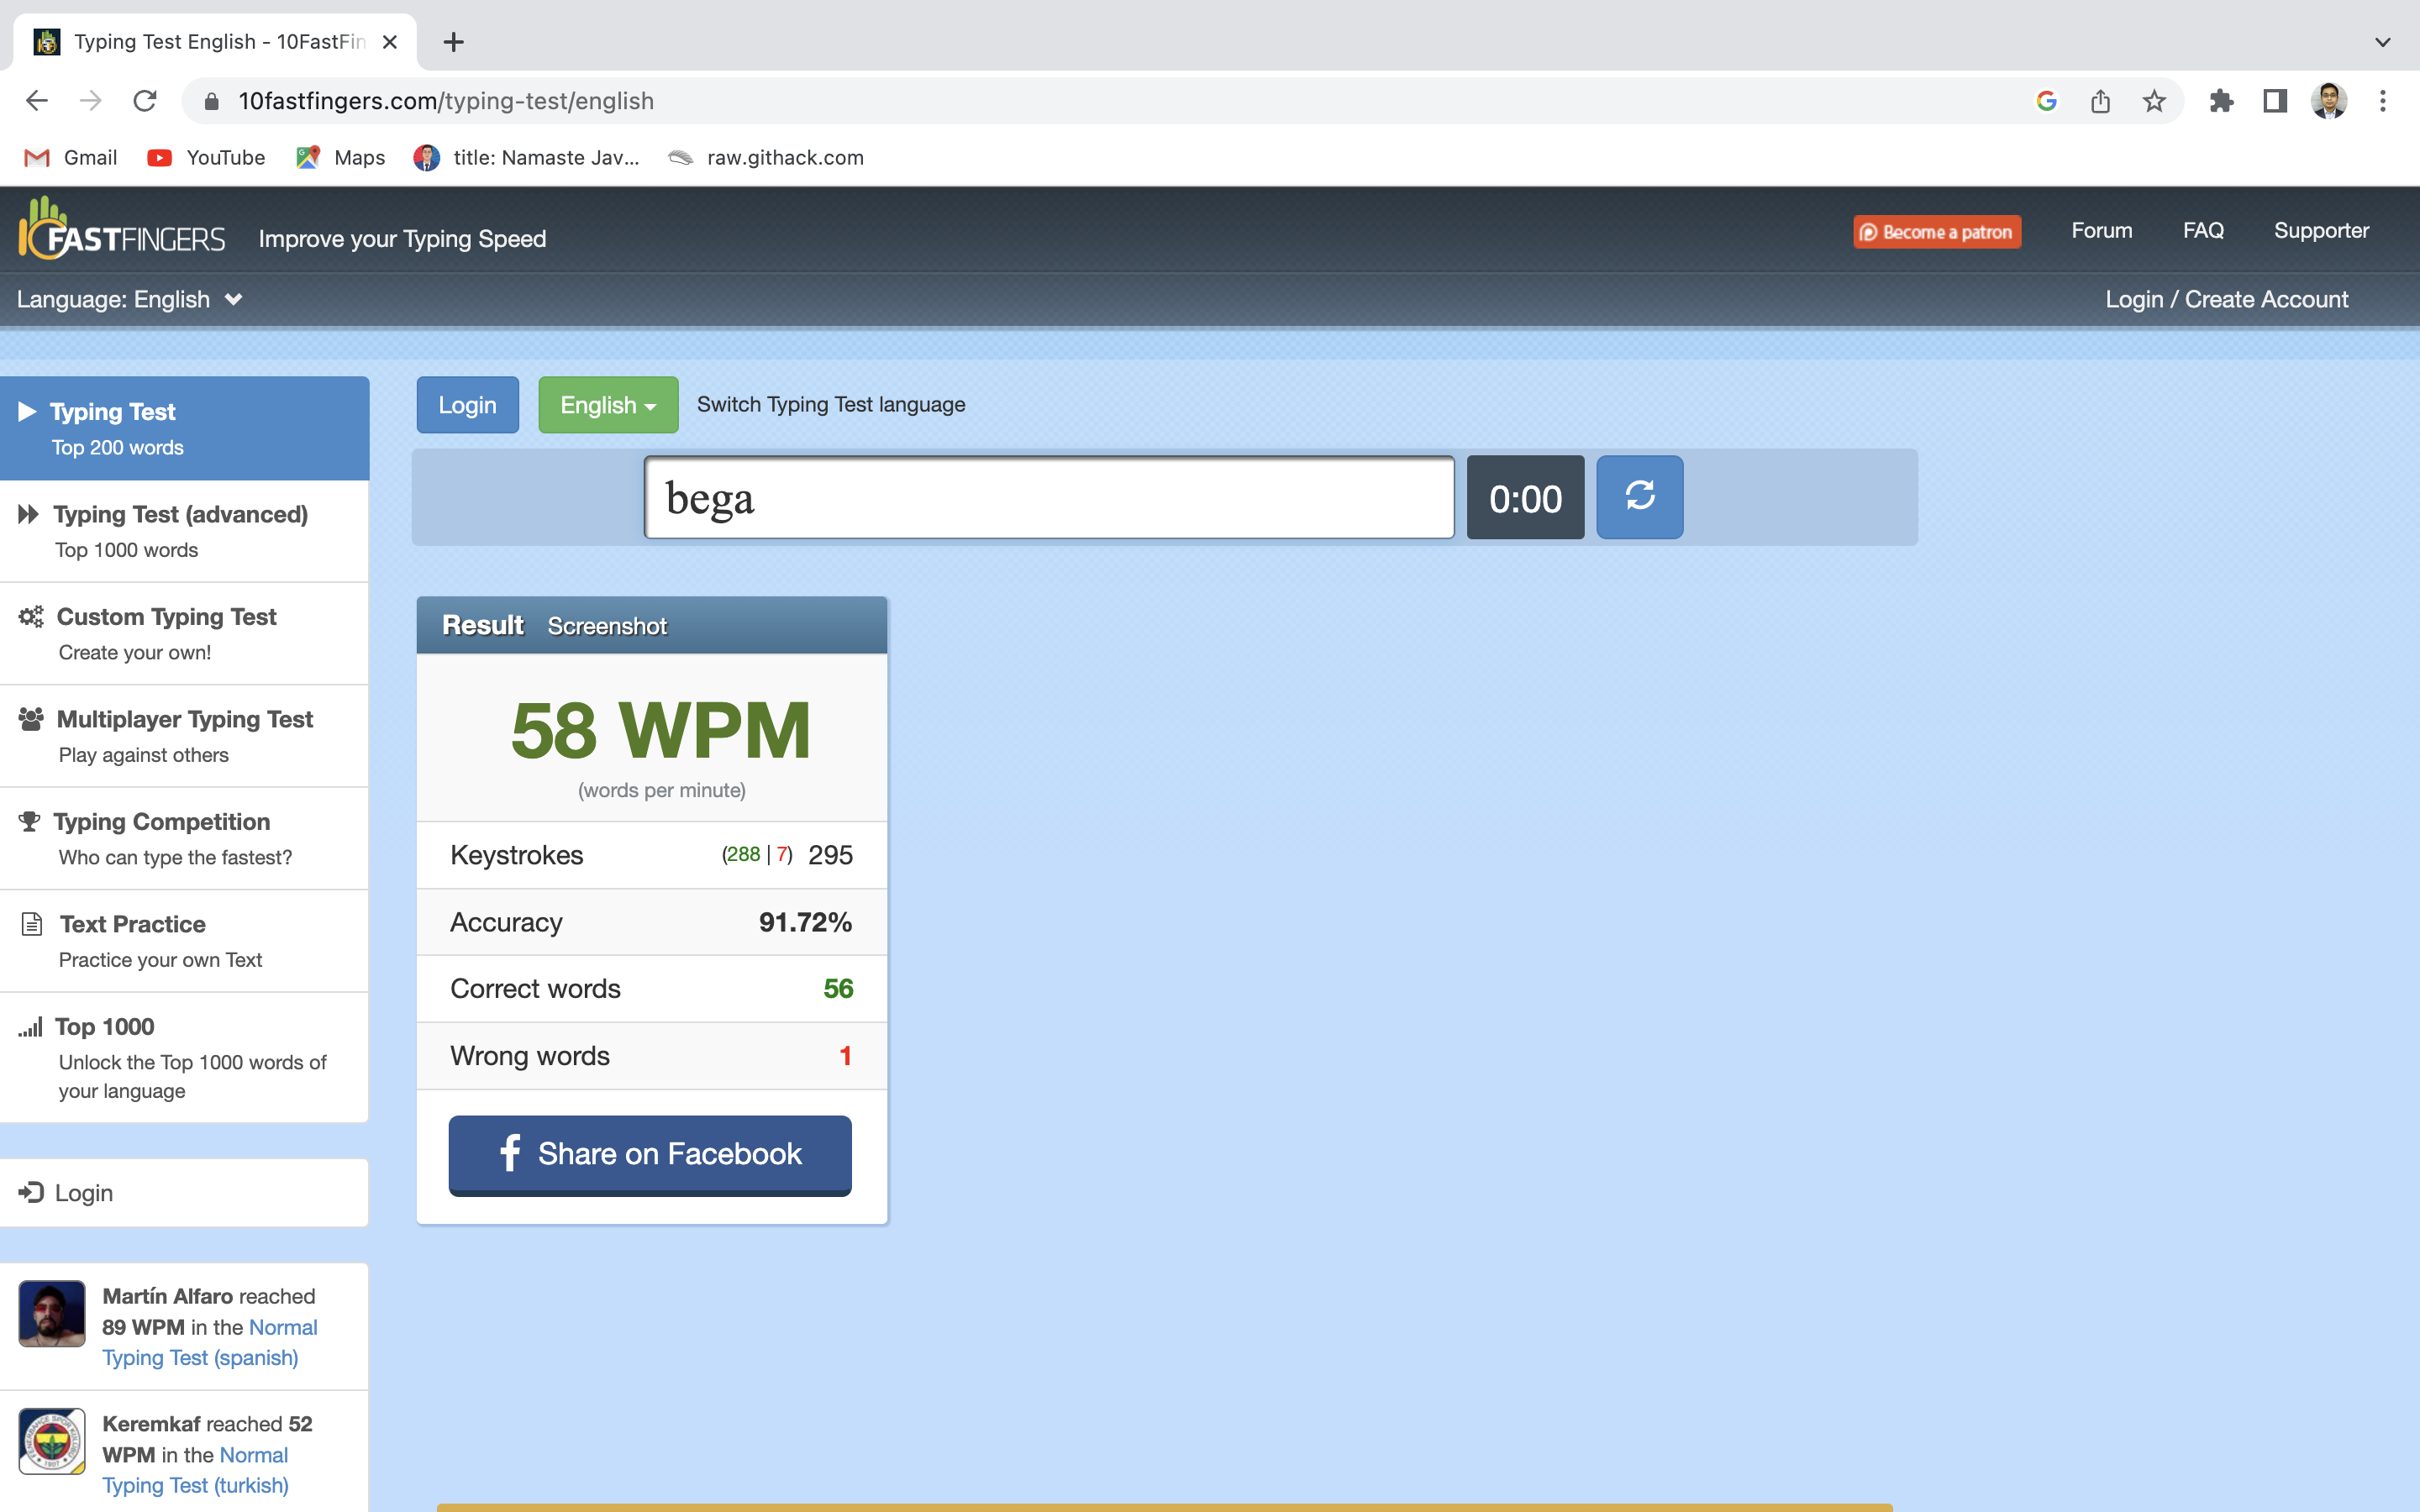 Typing Test English - 10FastFin
10fastfingers.com/typing-test/english
Gmail
YouTube
Maps
title: Namaste Jav...
raw.githack.com
10FASTFINGERS
Improve your Typing Speed
Become a patron
Forum
FAQ
Supporter
Language: English
Login / Create Account
Typing Test
Top 200 words
Typing Test (advanced)
Top 1000 words
Custom Typing Test
Create your own!
Multiplayer Typing Test
Play against others
Typing Competition
Who can type the fastest?
Text Practice
Practice your own Text
Top 1000
Unlock the Top 1000 words of
your language
Login
Martín Alfaro reached
89 WPM in the Normal
Typing Test (spanish)
Keremkaf reached 52
WPM in the Normal
Typing Test (turkish)
Login
English
Switch Typing Test language
bega
0:00
Result Screenshot
58 WPM
(words per minute)
Keystrokes (288 | 7) 295
Accuracy 91.72%
Correct words 56
Wrong words 1
Share on Facebook